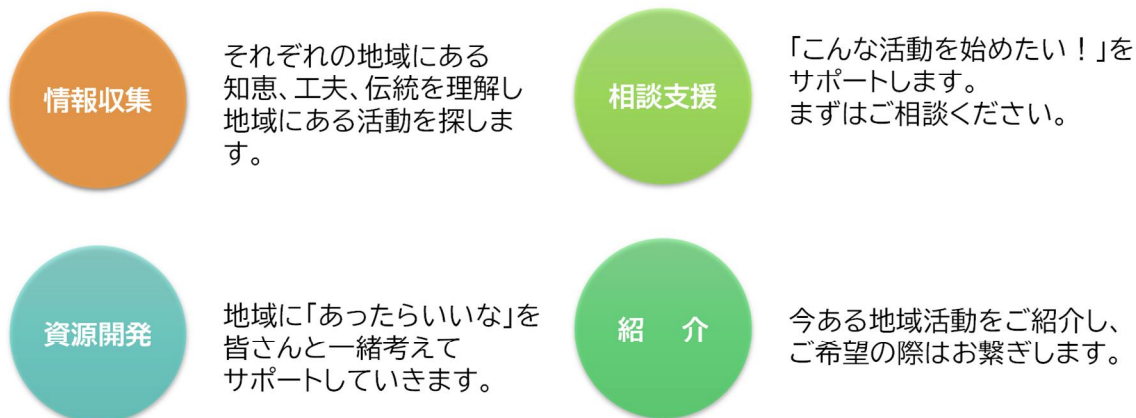 情報収集
それぞれの地域にある
知恵、工夫、伝統を理解し
地域にある活動を探しま
す。
相談支援
「こんな活動を始めたい！」を
サポートします。
まずはご相談ください。
資源開発
地域に「あったらいいな」を
皆さんと一緒考えて
サポートしていきます。
紹　介
今ある地域活動をご紹介し、
ご希望の際はお繋ぎします。